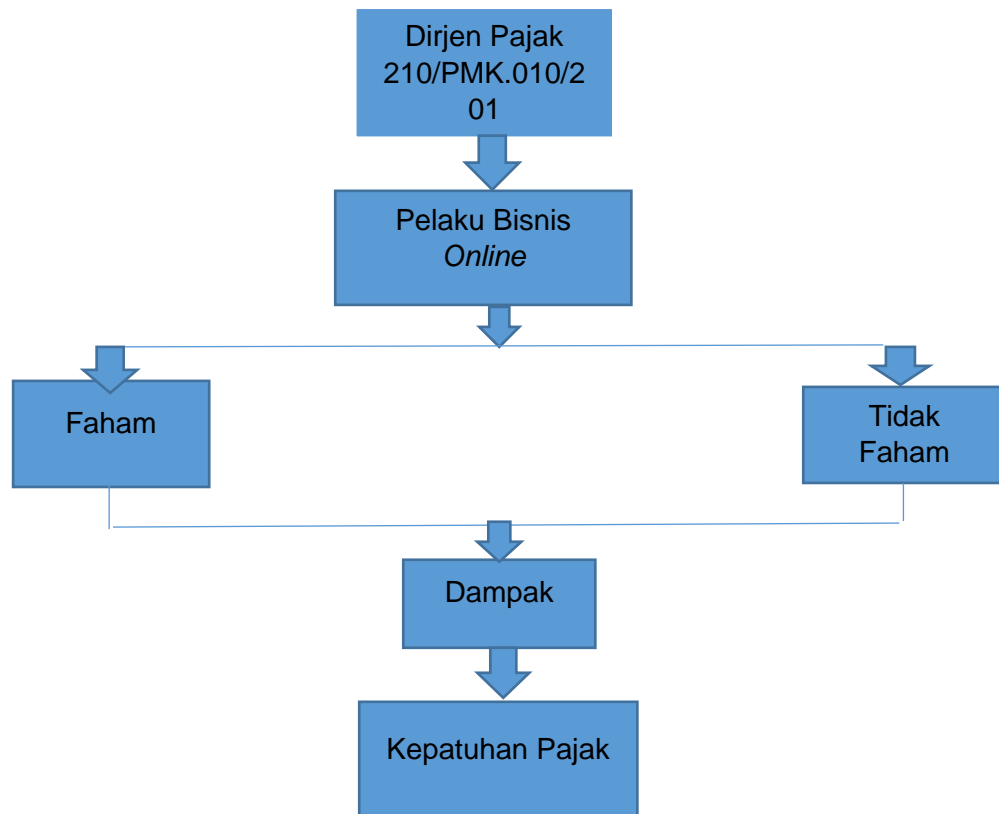 Dirjen Pajak
210/PMK.010/2
01
Pelaku Bisnis
Online
Faham
Tidak
Faham
Dampak
Kepatuhan Pajak